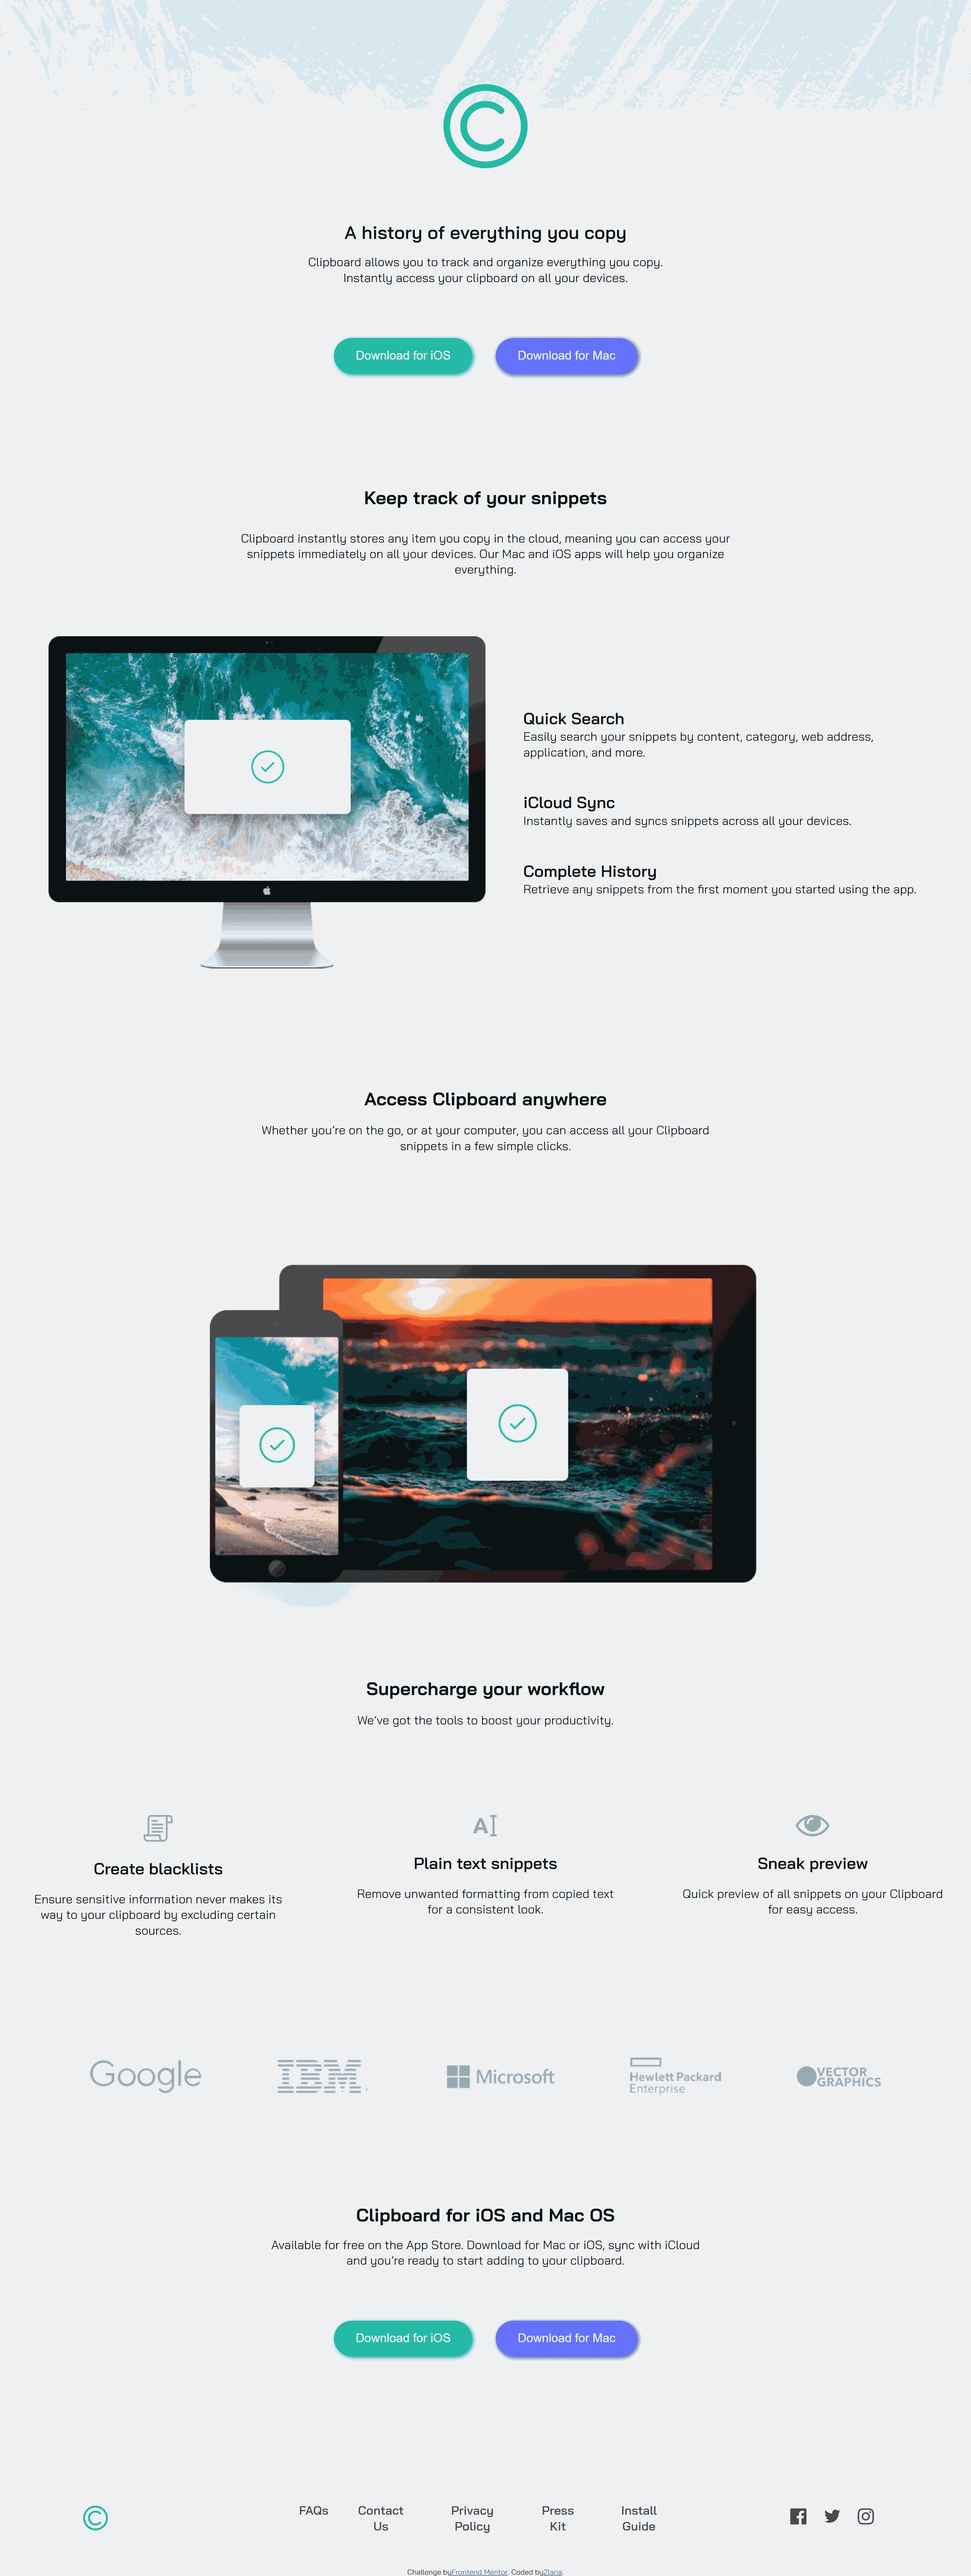 A history of everything you copy
Clipboard allows you to track and organize everything you copy.
Instantly access your clipboard on all your devices.
Download for iOS
Download for Mac
Keep track of your snippets
Clipboard instantly stores any item you copy in the cloud, meaning you can access your
snippets immediately on all your devices. Our Mac and iOS apps will help you organize
everything.
Quick Search
Easily search your snippets by content, category, web address,
application, and more.
iCloud Sync
Instantly saves and syncs snippets across all your devices.
Complete History
Retrieve any snippets from the first moment you started using the app.
Access Clipboard anywhere
Whether you're on the go, or at your computer, you can access all your Clipboard
snippets in a few simple clicks.
Supercharge your workflow
We've got the tools to boost your productivity.
Create blacklists
Ensure sensitive information never makes its
way to your clipboard by excluding certain
sources.
Plain text snippets
Remove unwanted formatting from copied text
for a consistent look.
Sneak preview
Quick preview of all snippets on your Clipboard
for easy access.
Google
IBM
Microsoft
Hewlett Packard
Enterprise
VECTOR
GRAPHICS
Clipboard for iOS and Mac OS
Available for free on the App Store. Download for Mac or iOS, sync with iCloud
and you're ready to start adding to your clipboard.
Download for iOS
Download for Mac
FAQs
Contact
Us
Privacy
Policy
Press
Kit
Install
Guide
Challenge byFrontend Mentor. Coded by2lana.